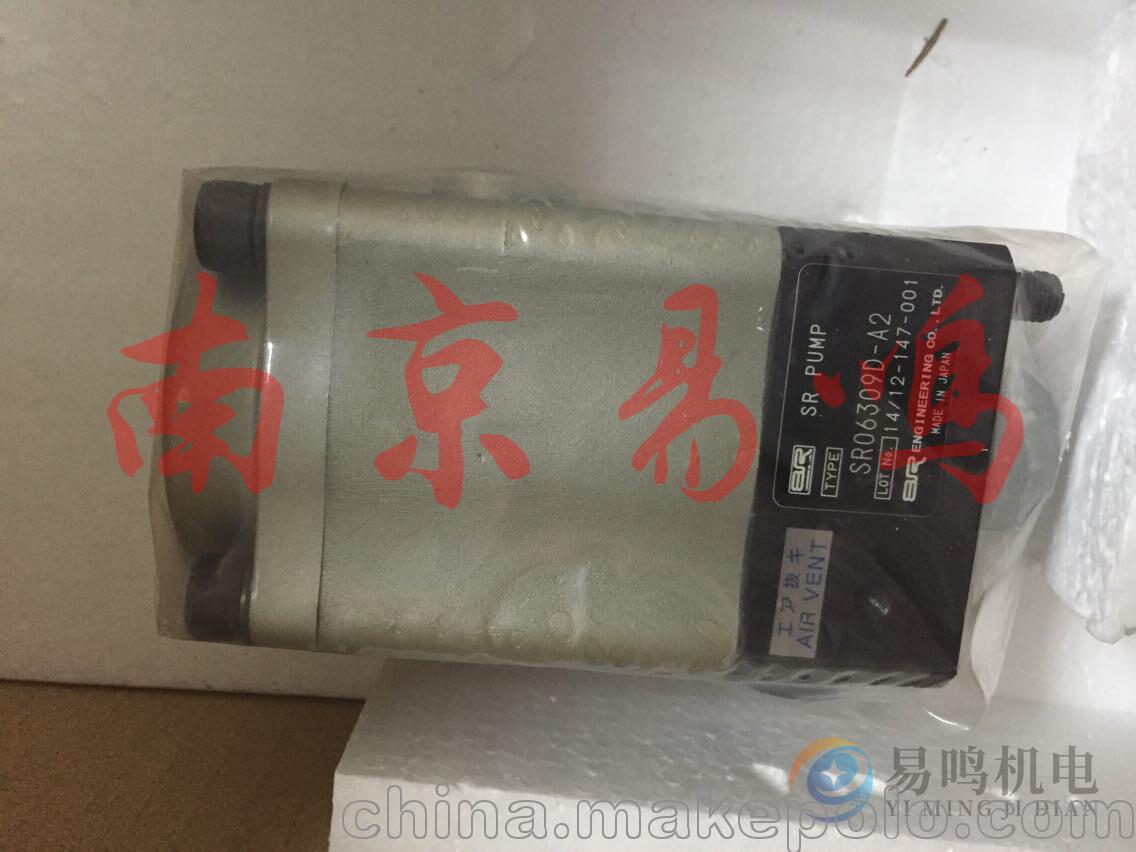 南京易鸣
SR PUMP
SR
TYPE SR06309D-A2
LOT No. 14/12-147-001
SR ENGINEERING CO.,LTD.
MADE IN JAPAN
エア抜キ
AIR VENT
易鸣机电
YI MING JI DIAN
china.makepolo.com